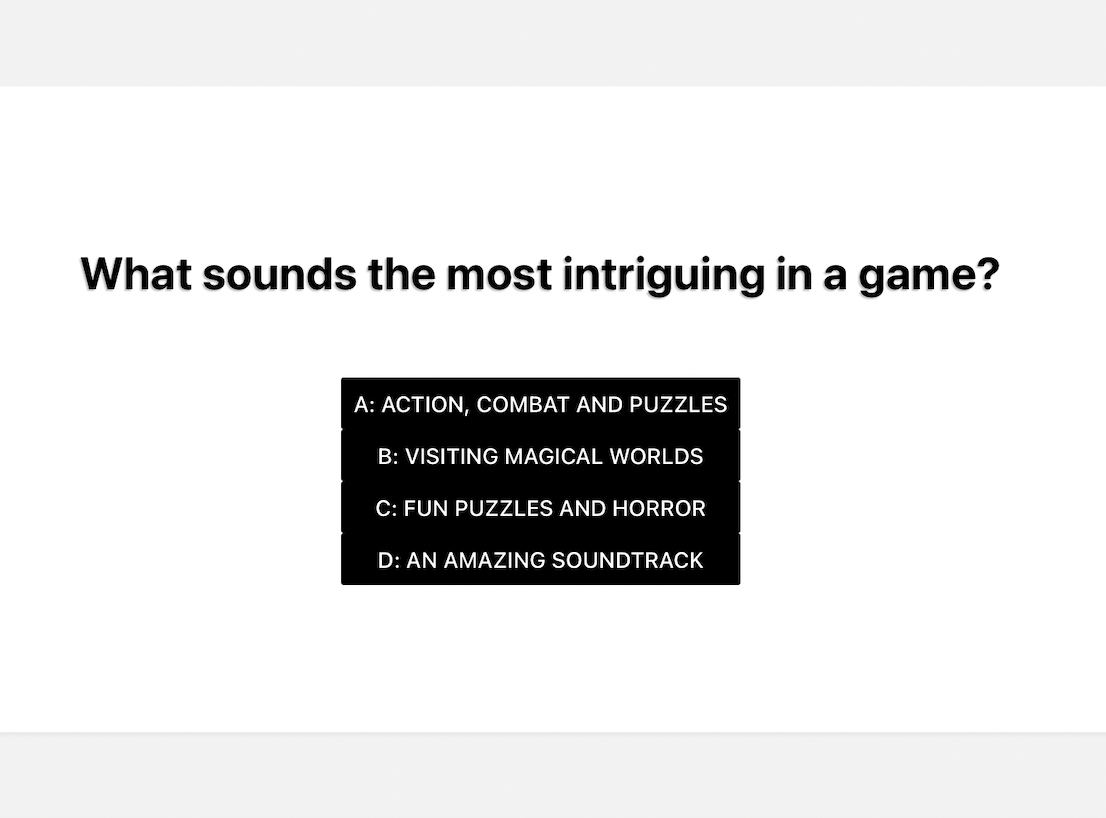 What sounds the most intriguing in a game?
A: ACTION, COMBAT AND PUZZLES
B: VISITING MAGICAL WORLDS
C: FUN PUZZLES AND HORROR
D: AN AMAZING SOUNDTRACK